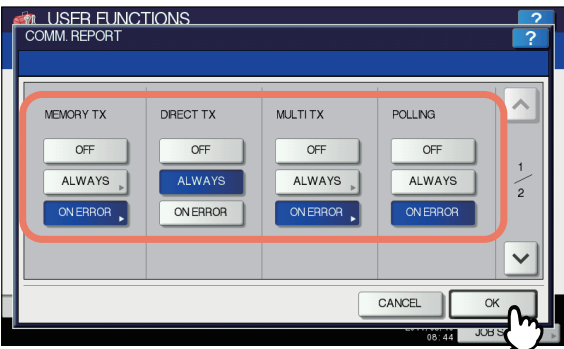 USER FUNCTIONS
?
COMM. REPORT
?
MEMORY TX DIRECT TX MULTI TX POLLING
OFF OFF OFF OFF
ALWAYS ALWAYS ALWAYS ALWAYS
ON ERROR ON ERROR ON ERROR ON ERROR
1
2
CANCEL OK
08:44 JOB S